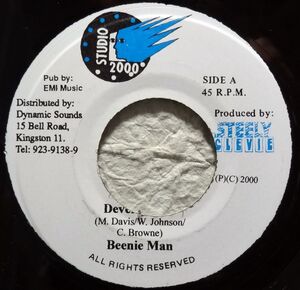 STUDIO
2000
Pub by:
EMI Music
SIDE A
45 R.P.M.
Distributed by:
Dynamic Sounds
15 Bell Road,
Kingston 11.
Tel: 923-9138-9
Produced by:
STEELY
CLEVIE
(P)(C) 2000
(M. Davis/W. Johnson/
C. Browne)
Beenie Man
ALL RIGHTS RESERVED